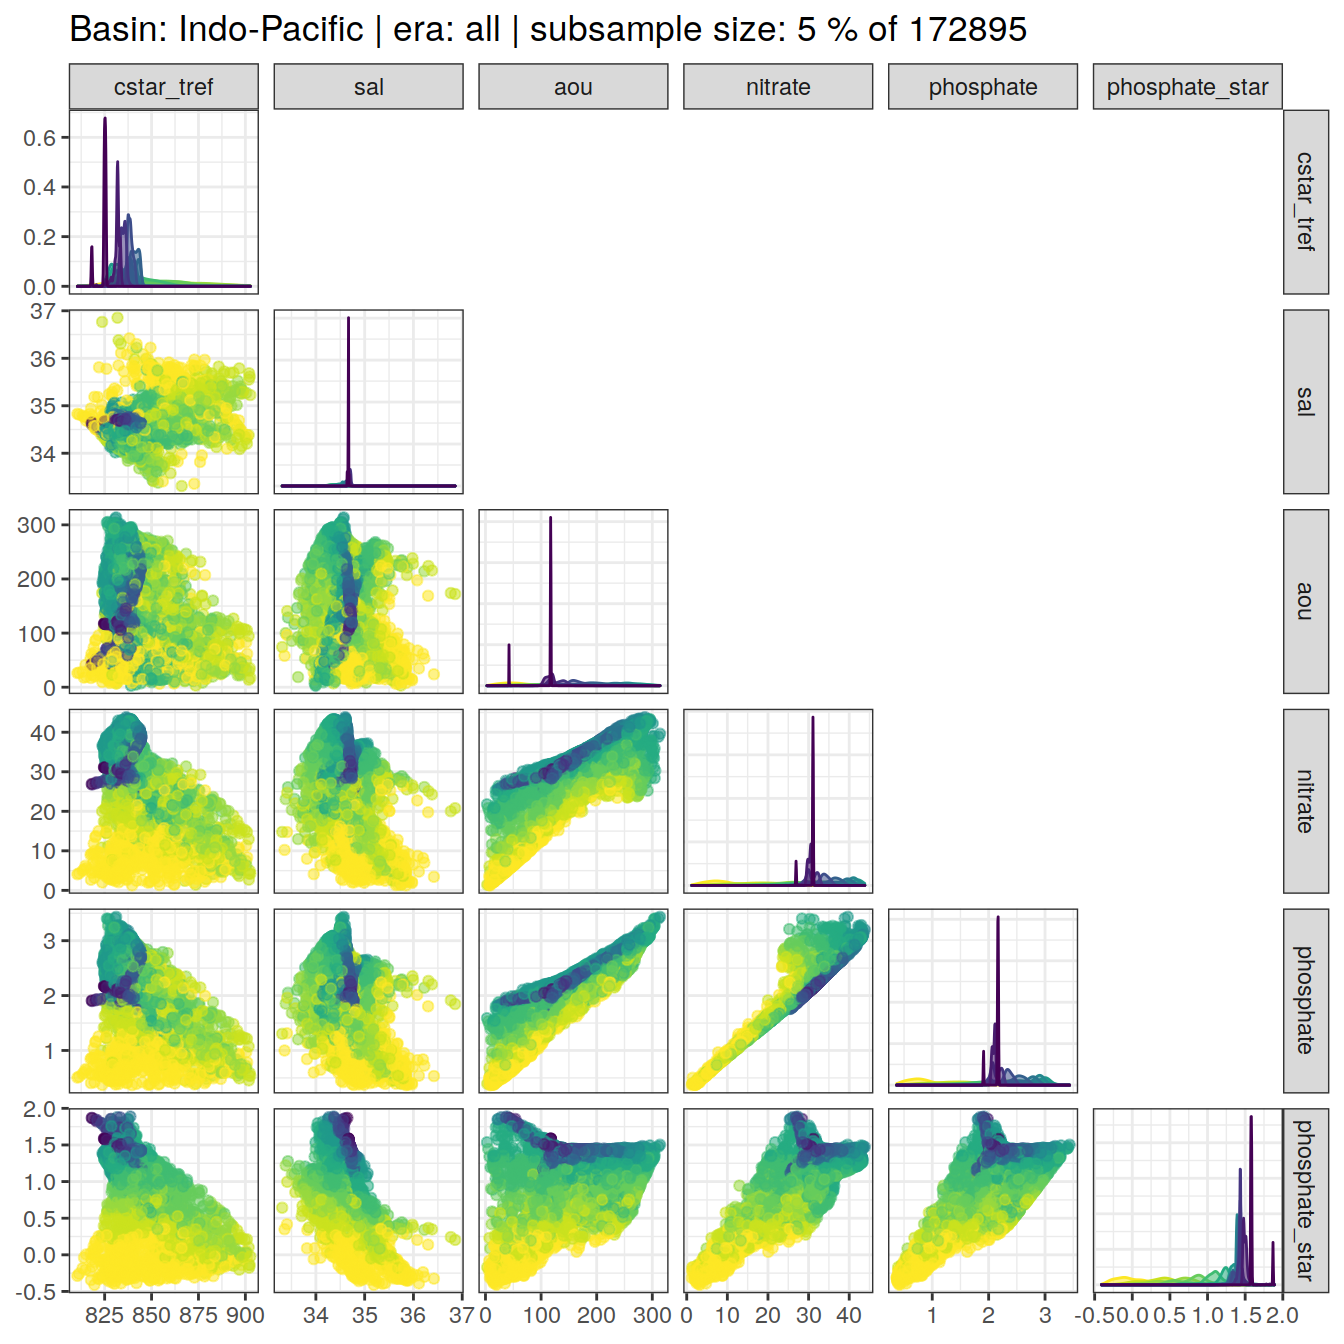 Basin: Indo-Pacific | era: all | subsample size: 5 % of 172895
cstar_tref sal aou nitrate phosphate phosphate_star
0.6
0.4
0.2
0.0
cstar_tref
37
36
35
34
sal
300
200
100
0
aou
40
30
20
10
0
nitrate
3
2
1
phosphate
2.0
1.5
1.0
0.5
0.0
-0.5
phosphate_star
825 850 875 900 34 35 36 37 0 100 200 300 0 10 20 30 40 1 2 3 -0.5 0.0 0.5 1.0 1.5 2.0